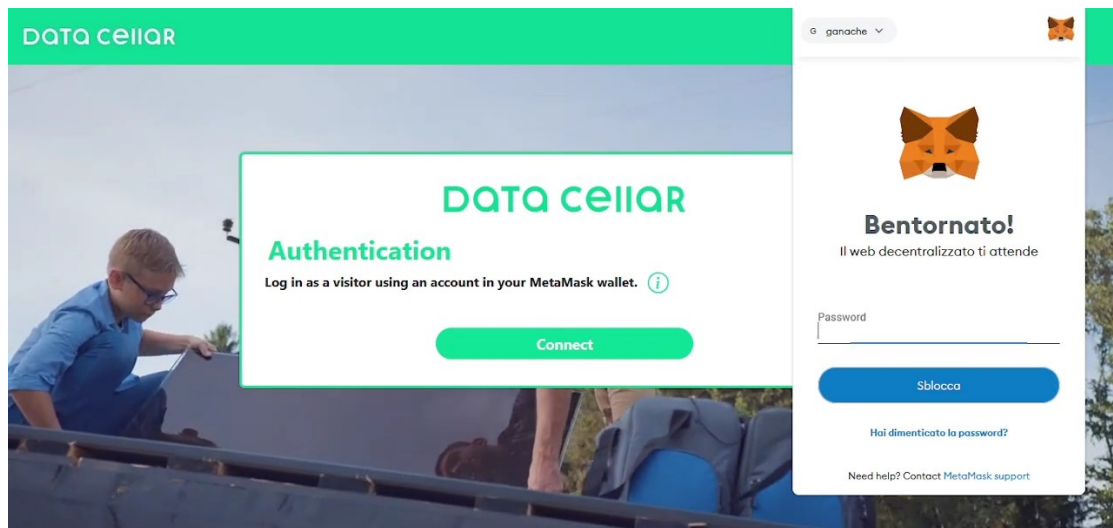 DATA CELLAR
G ganache
DATA CELLAR
Authentication
Log in as a visitor using an account in your MetaMask wallet. i
Connect
Bentornato!
Il web decentralizzato ti attende
Password
Sblocca
Hai dimenticato la password?
Need help? Contact MetaMask support